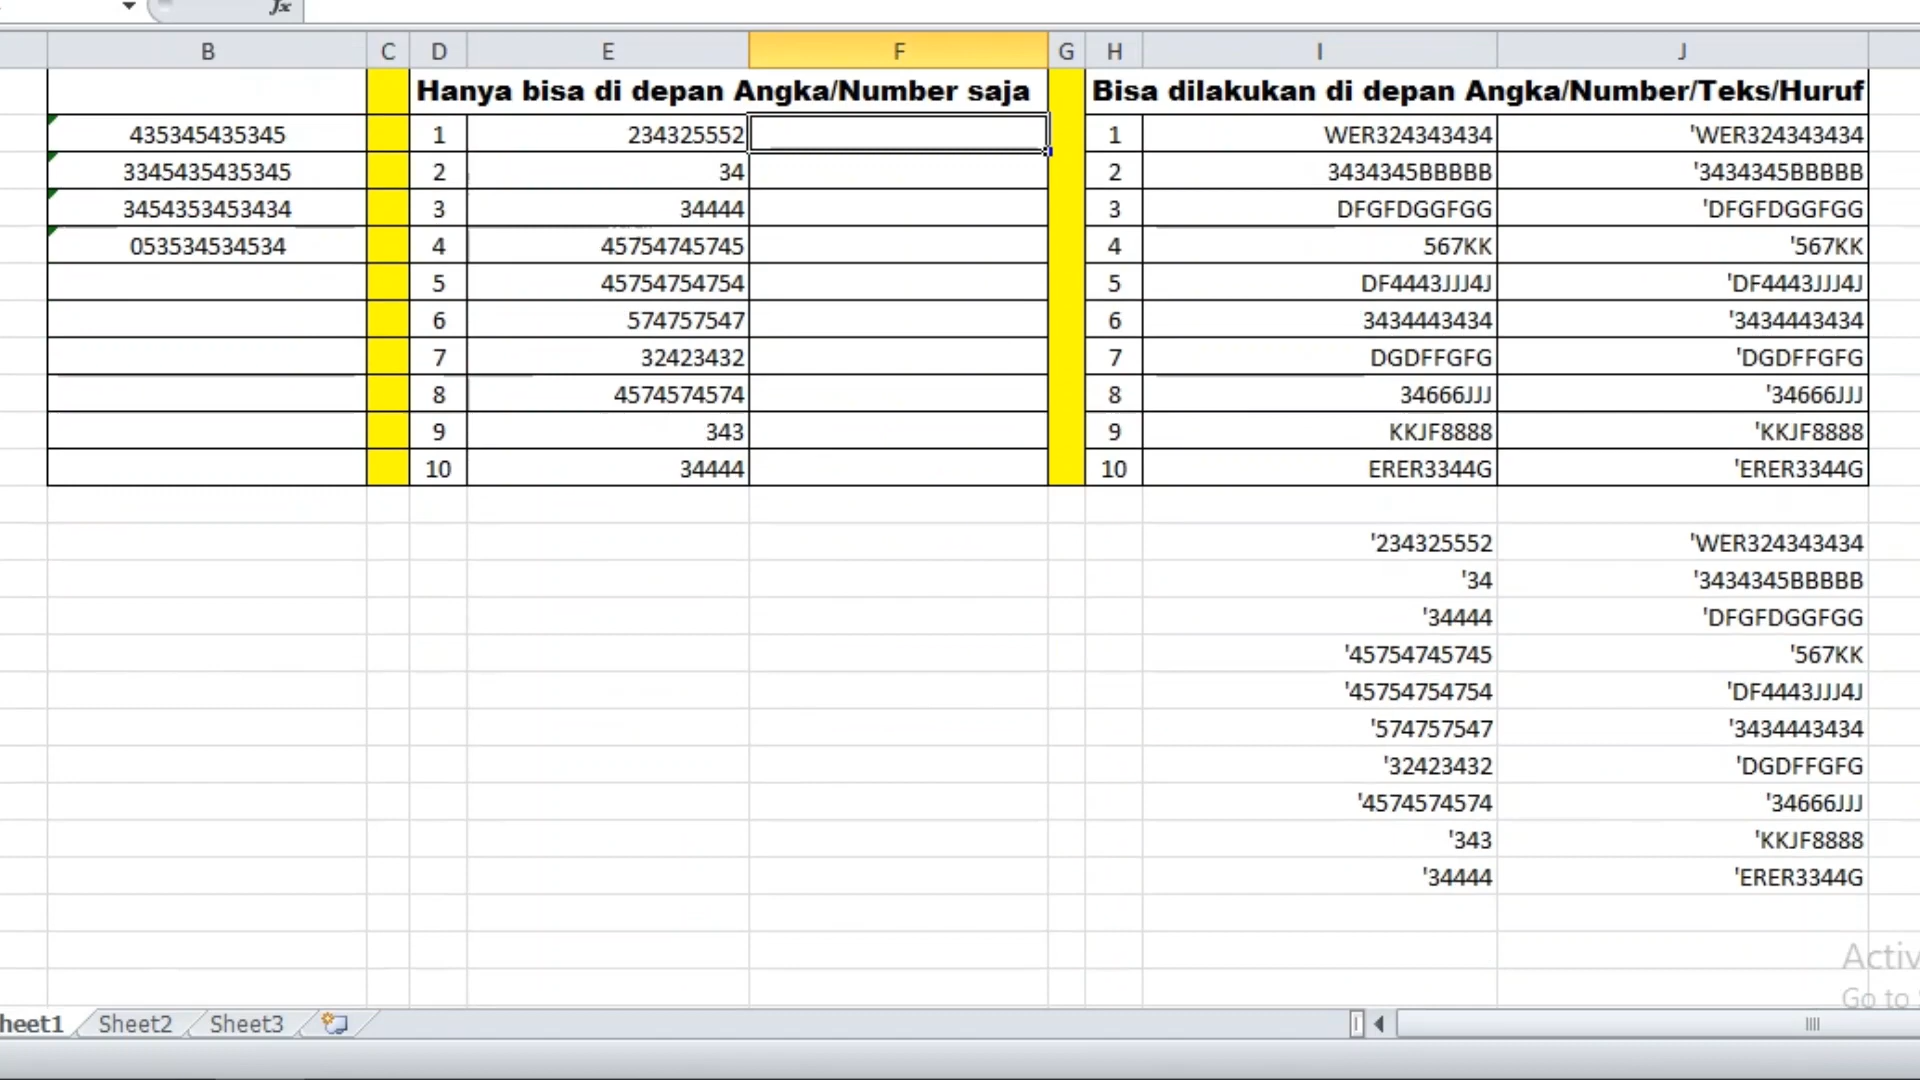 fx
B C D E F G H I J
Hanya bisa di depan Angka/Number saja Bisa dilakukan di depan Angka/Number/Teks/Huruf
435345435345 1 234325552 1 WER324343434 'WER324343434
3345435435345 2 34 2 3434345BBBBB '3434345BBBBB
3454353453434 3 34444 3 DFGFDGGFGG 'DFGFDGGFGG
053534534534 4 45754745745 4 567KK '567KK
5 45754754754 5 DF4443JJJ4J 'DF4443JJJ4J
6 574757547 6 3434443434 '3434443434
7 32423432 7 DGDFFGFG 'DGDFFGFG
8 4574574574 8 34666JJJ '34666JJJ
9 343 9 KKJF8888 'KKJF8888
10 34444 10 ERER3344G 'ERER3344G
'234325552 'WER324343434
'34 '3434345BBBBB
'34444 'DFGFDGGFGG
'45754745745 '567KK
'45754754754 'DF4443JJJ4J
'574757547 '3434443434
'32423432 'DGDFFGFG
'4574574574 '34666JJJ
'343 'KKJF8888
'34444 'ERER3344G
Activ
Go to
heet1 Sheet2 Sheet3